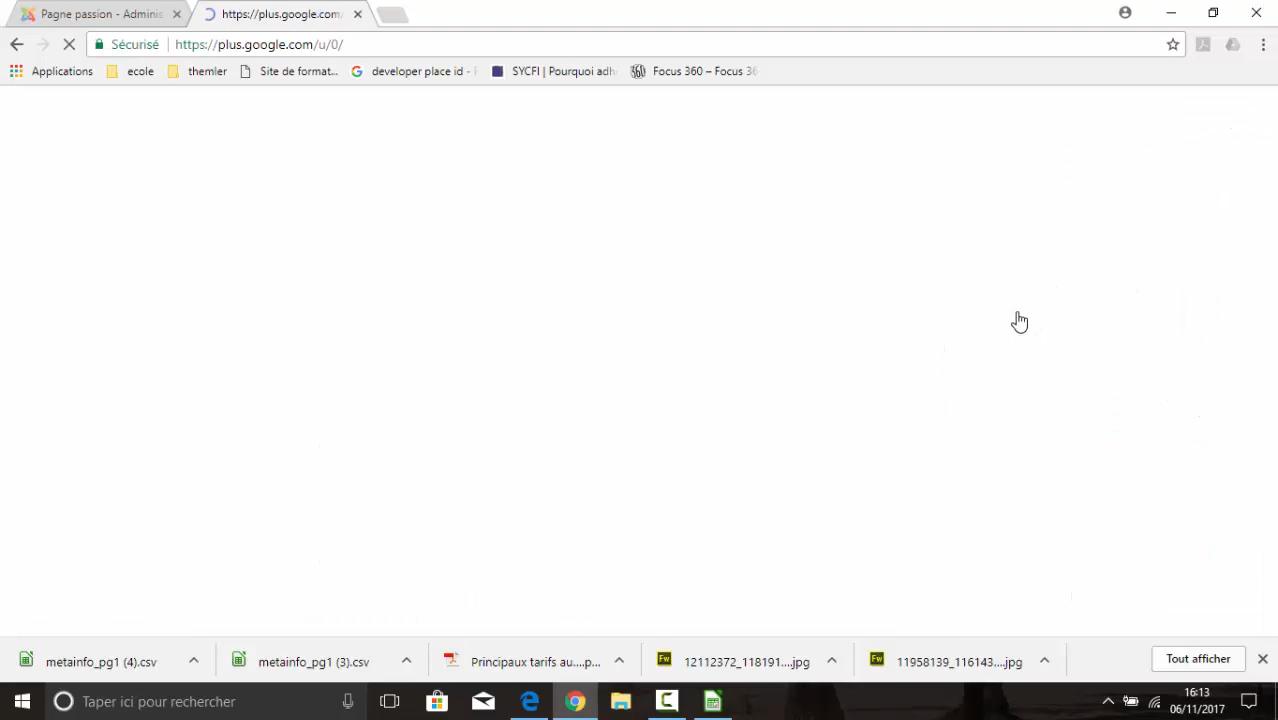 Pagne passion - Adminis
https://plus.google.com/
Sécurisé https://plus.google.com/u/0/
Applications ecole themler Site de format... developer place id - SYCFI | Pourquoi adh Focus 360 – Focus 36
metainfo_pg1 (4).csv metainfo_pg1 (3).csv Principaux tarifs au....p... 12112372_118191....jpg 11958139_116143....jpg Tout afficher
Taper ici pour rechercher
16:13
06/11/2017